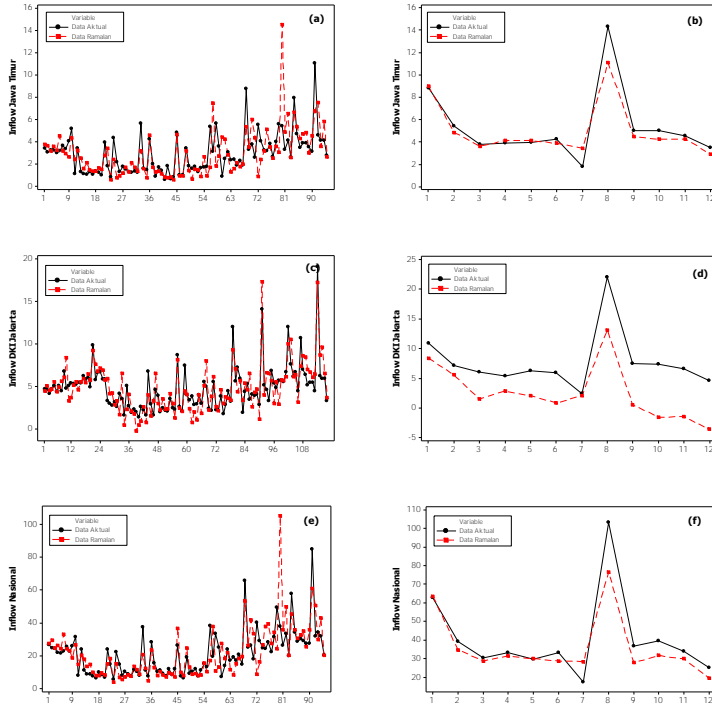 (a)
Inflow Jawa Timur
Variable
Data Aktual
Data Ramalan
16
14
12
10
8
6
4
2
0
1 9 18 27 36 45 54 63 72 81 90
(b)
Inflow Jawa Timur
Variable
Data Aktual
Data Ramalan
16
14
12
10
8
6
4
2
0
1 2 3 4 5 6 7 8 9 10 11 12
(c)
Inflow DKI Jakarta
Variable
Data Aktual
Data Ramalan
20
15
10
5
0
1 12 24 36 48 60 72 84 96 108
(d)
Inflow DKI Jakarta
Variable
Data Aktual
Data Ramalan
25
20
15
10
5
0
-5
1 2 3 4 5 6 7 8 9 10 11 12
(e)
Inflow Nasional
Variable
Data Aktual
Data Ramalan
100
80
60
40
20
0
1 9 18 27 36 45 54 63 72 81 90
(f)
Inflow Nasional
Variable
Data Aktual
Data Ramalan
110
100
90
80
70
60
50
40
30
20
1 2 3 4 5 6 7 8 9 10 11 12